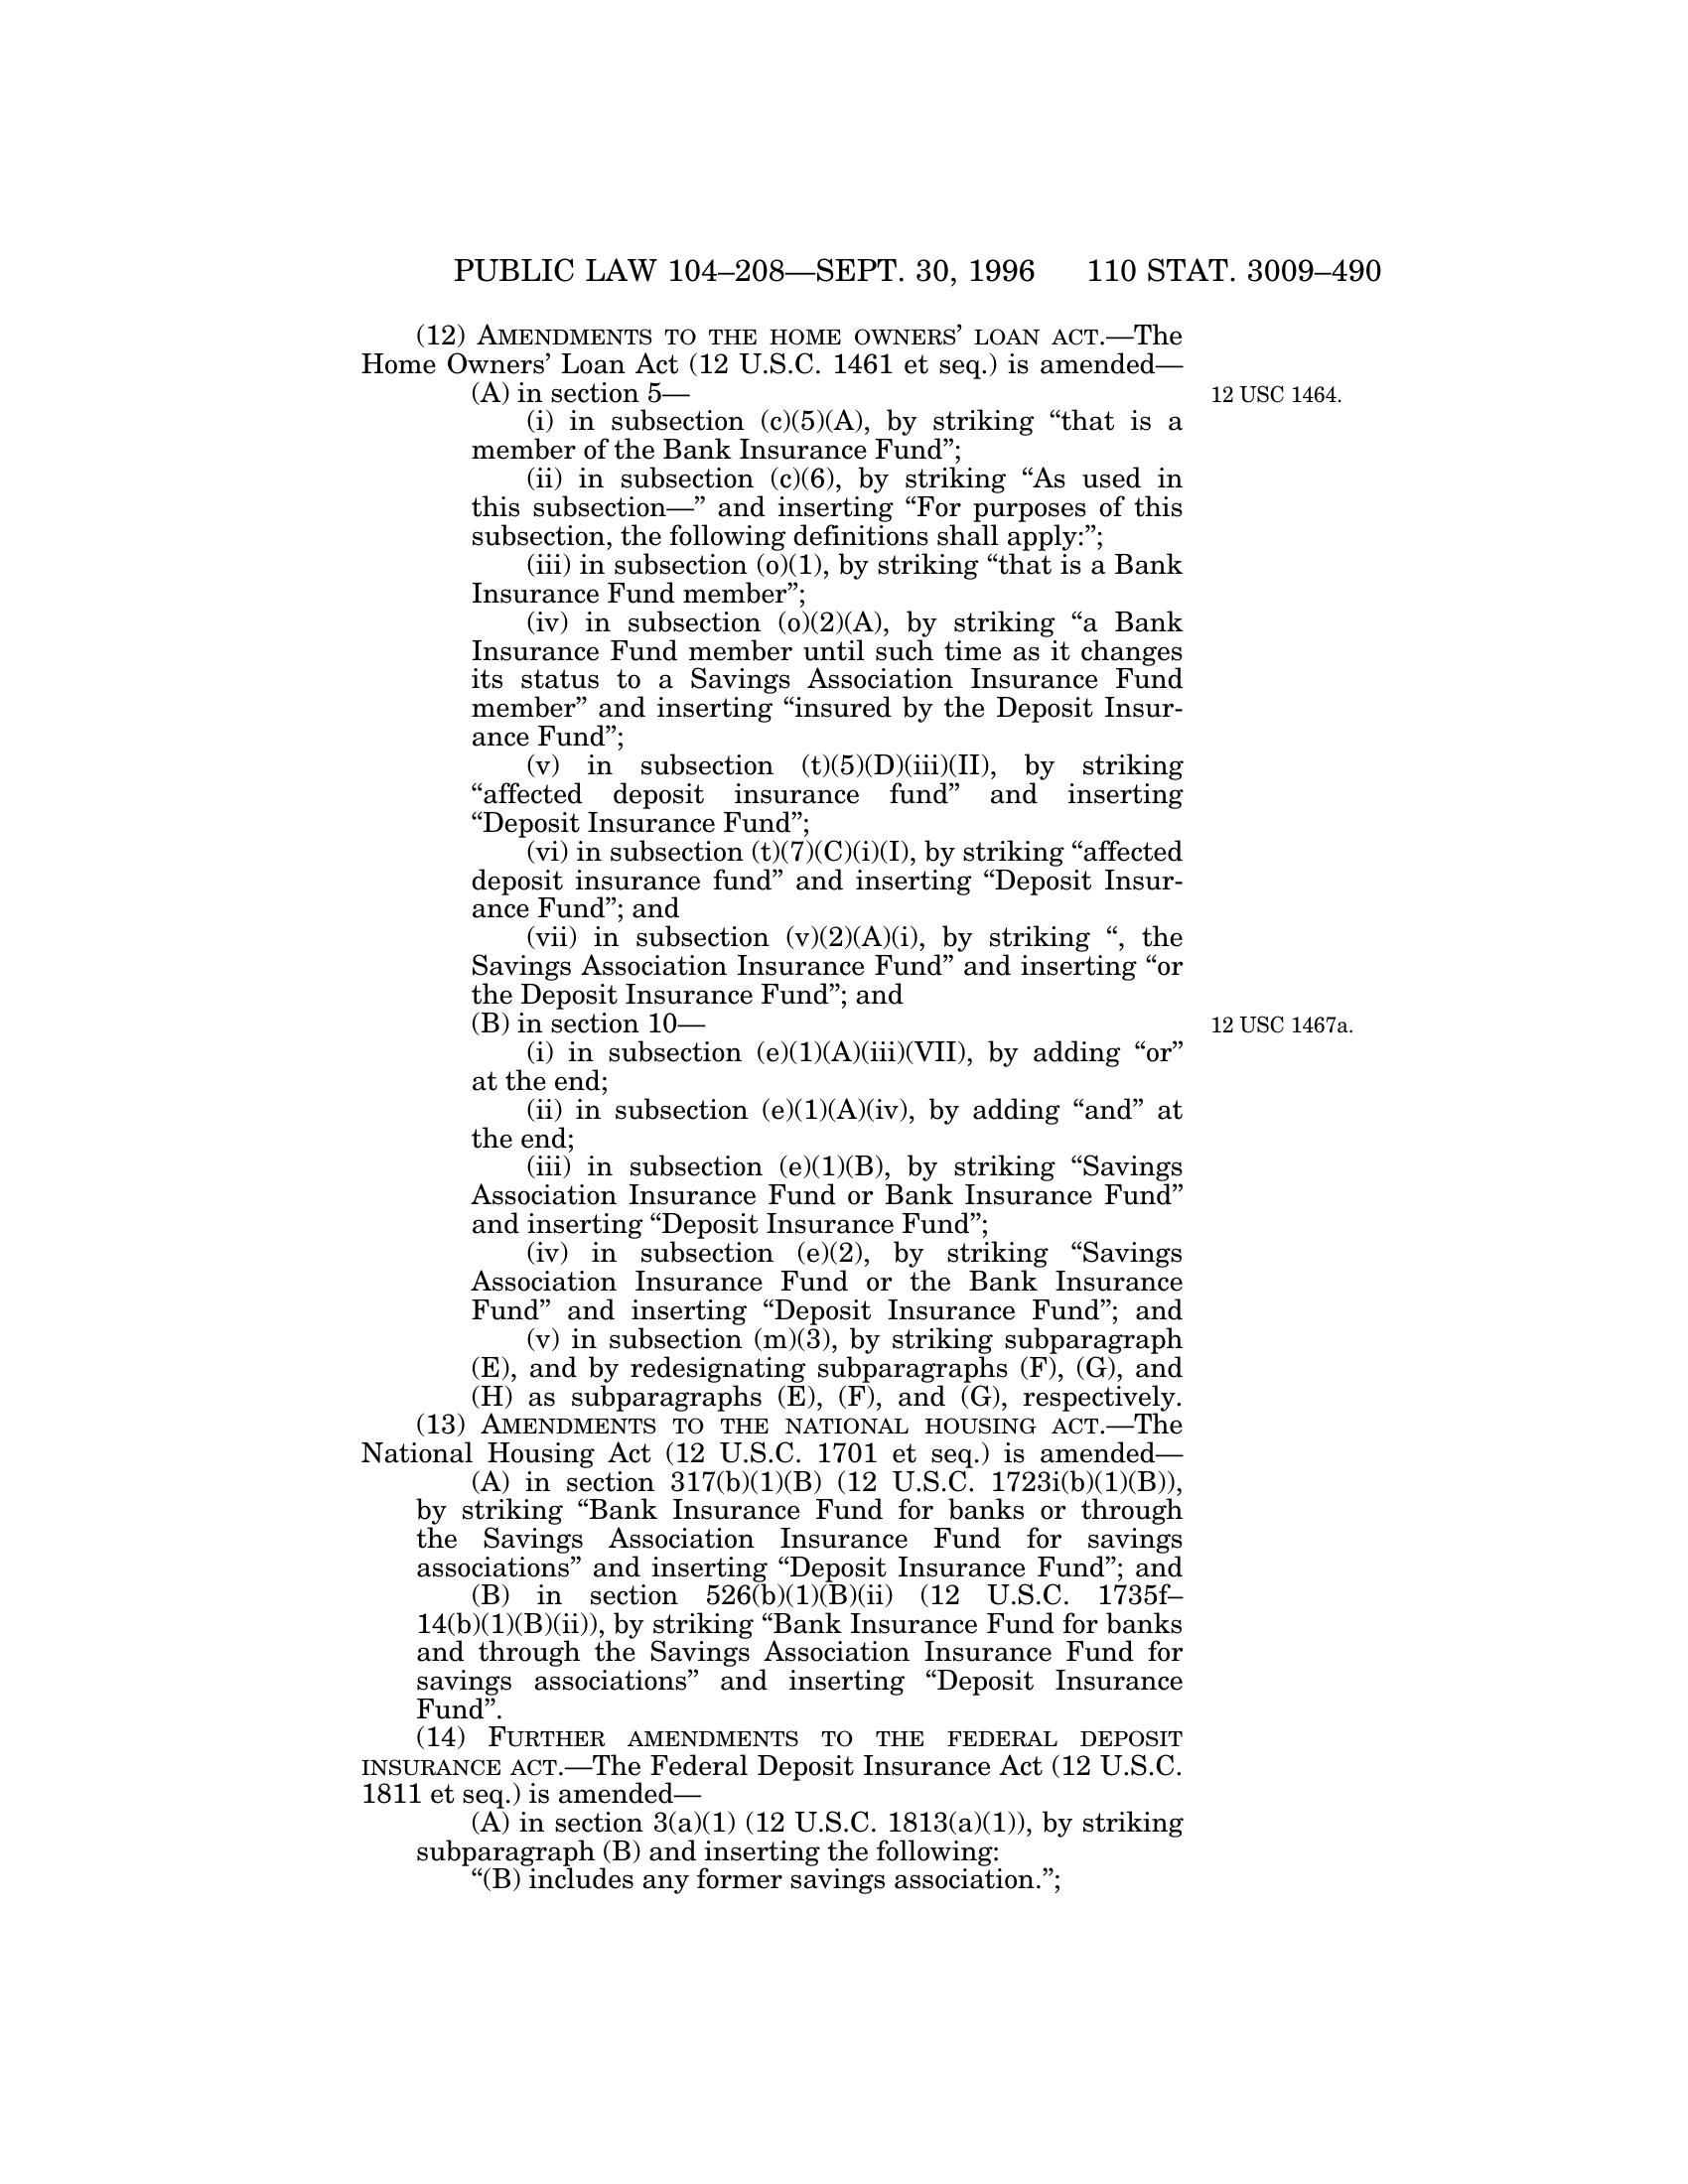 PUBLIC LAW 104–208—SEPT. 30, 1996 110 STAT. 3009–490
(12) AMENDMENTS TO THE HOME OWNERS’ LOAN ACT.—The
Home Owners’ Loan Act (12 U.S.C. 1461 et seq.) is amended—
(A) in section 5—
12 USC 1464.
(i) in subsection (c)(5)(A), by striking “that is a
member of the Bank Insurance Fund”;
(ii) in subsection (c)(6), by striking “As used in
this subsection—” and inserting “For purposes of this
subsection, the following definitions shall apply:”;
(iii) in subsection (o)(1), by striking “that is a Bank
Insurance Fund member”;
(iv) in subsection (o)(2)(A), by striking “a Bank
Insurance Fund member until such time as it changes
its status to a Savings Association Insurance Fund
member” and inserting “insured by the Deposit Insur-
ance Fund”;
(v) in subsection (t)(5)(D)(iii)(II), by striking
“affected deposit insurance fund” and inserting
“Deposit Insurance Fund”;
(vi) in subsection (t)(7)(C)(i)(I), by striking “affected
deposit insurance fund” and inserting “Deposit Insur-
ance Fund”; and
(vii) in subsection (v)(2)(A)(i), by striking “, the
Savings Association Insurance Fund” and inserting “or
the Deposit Insurance Fund”; and
(B) in section 10—
12 USC 1467a.
(i) in subsection (e)(1)(A)(iii)(VII), by adding “or”
at the end;
(ii) in subsection (e)(1)(A)(iv), by adding “and” at
the end;
(iii) in subsection (e)(1)(B), by striking “Savings
Association Insurance Fund or Bank Insurance Fund”
and inserting “Deposit Insurance Fund”;
(iv) in subsection (e)(2), by striking “Savings
Association Insurance Fund or the Bank Insurance
Fund” and inserting “Deposit Insurance Fund”; and
(v) in subsection (m)(3), by striking subparagraph
(E), and by redesignating subparagraphs (F), (G), and
(H) as subparagraphs (E), (F), and (G), respectively.
(13) AMENDMENTS TO THE NATIONAL HOUSING ACT.—The
National Housing Act (12 U.S.C. 1701 et seq.) is amended—
(A) in section 317(b)(1)(B) (12 U.S.C. 1723i(b)(1)(B)),
by striking “Bank Insurance Fund for banks or through
the Savings Association Insurance Fund for savings
associations” and inserting “Deposit Insurance Fund”; and
(B) in section 526(b)(1)(B)(ii) (12 U.S.C. 1735f–
14(b)(1)(B)(ii)), by striking “Bank Insurance Fund for banks
and through the Savings Association Insurance Fund for
savings associations” and inserting “Deposit Insurance
Fund”.
(14) FURTHER AMENDMENTS TO THE FEDERAL DEPOSIT
INSURANCE ACT.—The Federal Deposit Insurance Act (12 U.S.C.
1811 et seq.) is amended—
(A) in section 3(a)(1) (12 U.S.C. 1813(a)(1)), by striking
subparagraph (B) and inserting the following:
“(B) includes any former savings association.”;